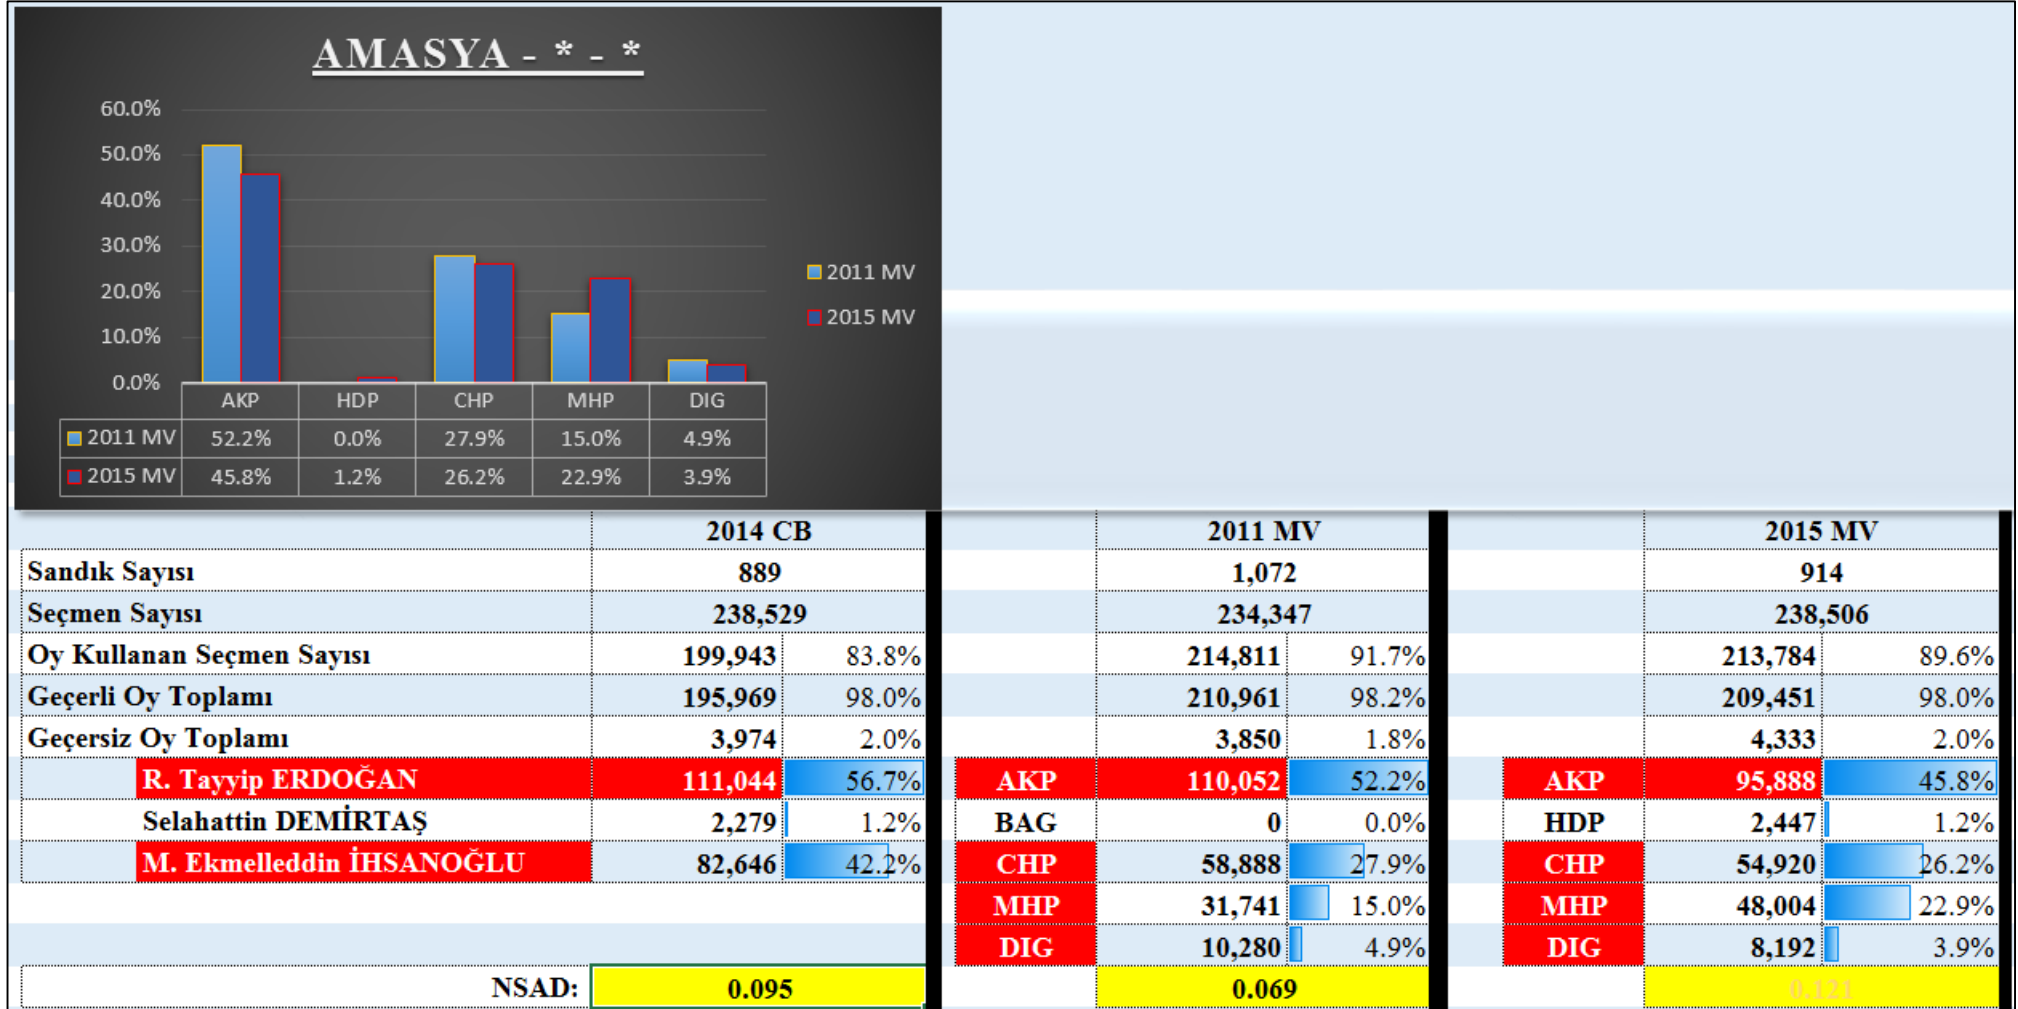 AMASYA - * - *
60.0%
50.0%
40.0%
30.0%
20.0%
10.0%
0.0%
2011 MV
2015 MV
AKP HDP CHP MHP DIG
2011 MV 52.2% 0.0% 27.9% 15.0% 4.9%
2015 MV 45.8% 1.2% 26.2% 22.9% 3.9%
2014 CB 2011 MV 2015 MV
Sandık Sayısı 889 1,072 914
Seçmen Sayısı 238,529 234,347 238,506
Oy Kullanan Seçmen Sayısı 199,943 83.8% 214,811 91.7% 213,784 89.6%
Geçerli Oy Toplamı 195,969 98.0% 210,961 98.2% 209,451 98.0%
Geçersiz Oy Toplamı 3,974 2.0% 3,850 1.8% 4,333 2.0%
R. Tayyip ERDOĞAN 111,044 56.7% AKP 110,052 52.2% AKP 95,888 45.8%
Selahattin DEMİRTAŞ 2,279 1.2% BAG 0 0.0% HDP 2,447 1.2%
M. Ekmelleddin İHSANOĞLU 82,646 42.2% CHP 58,888 27.9% CHP 54,920 26.2%
MHP 31,741 15.0% MHP 48,004 22.9%
DIG 10,280 4.9% DIG 8,192 3.9%
NSAD: 0.095 0.069 0.121